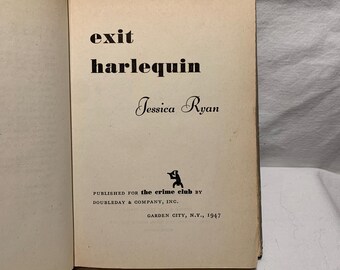 exit
harlequin
Jessica Ryan
PUBLISHED FOR the crime club BY
DOUBLEDAY & COMPANY, INC.
GARDEN CITY, N.Y., 1947